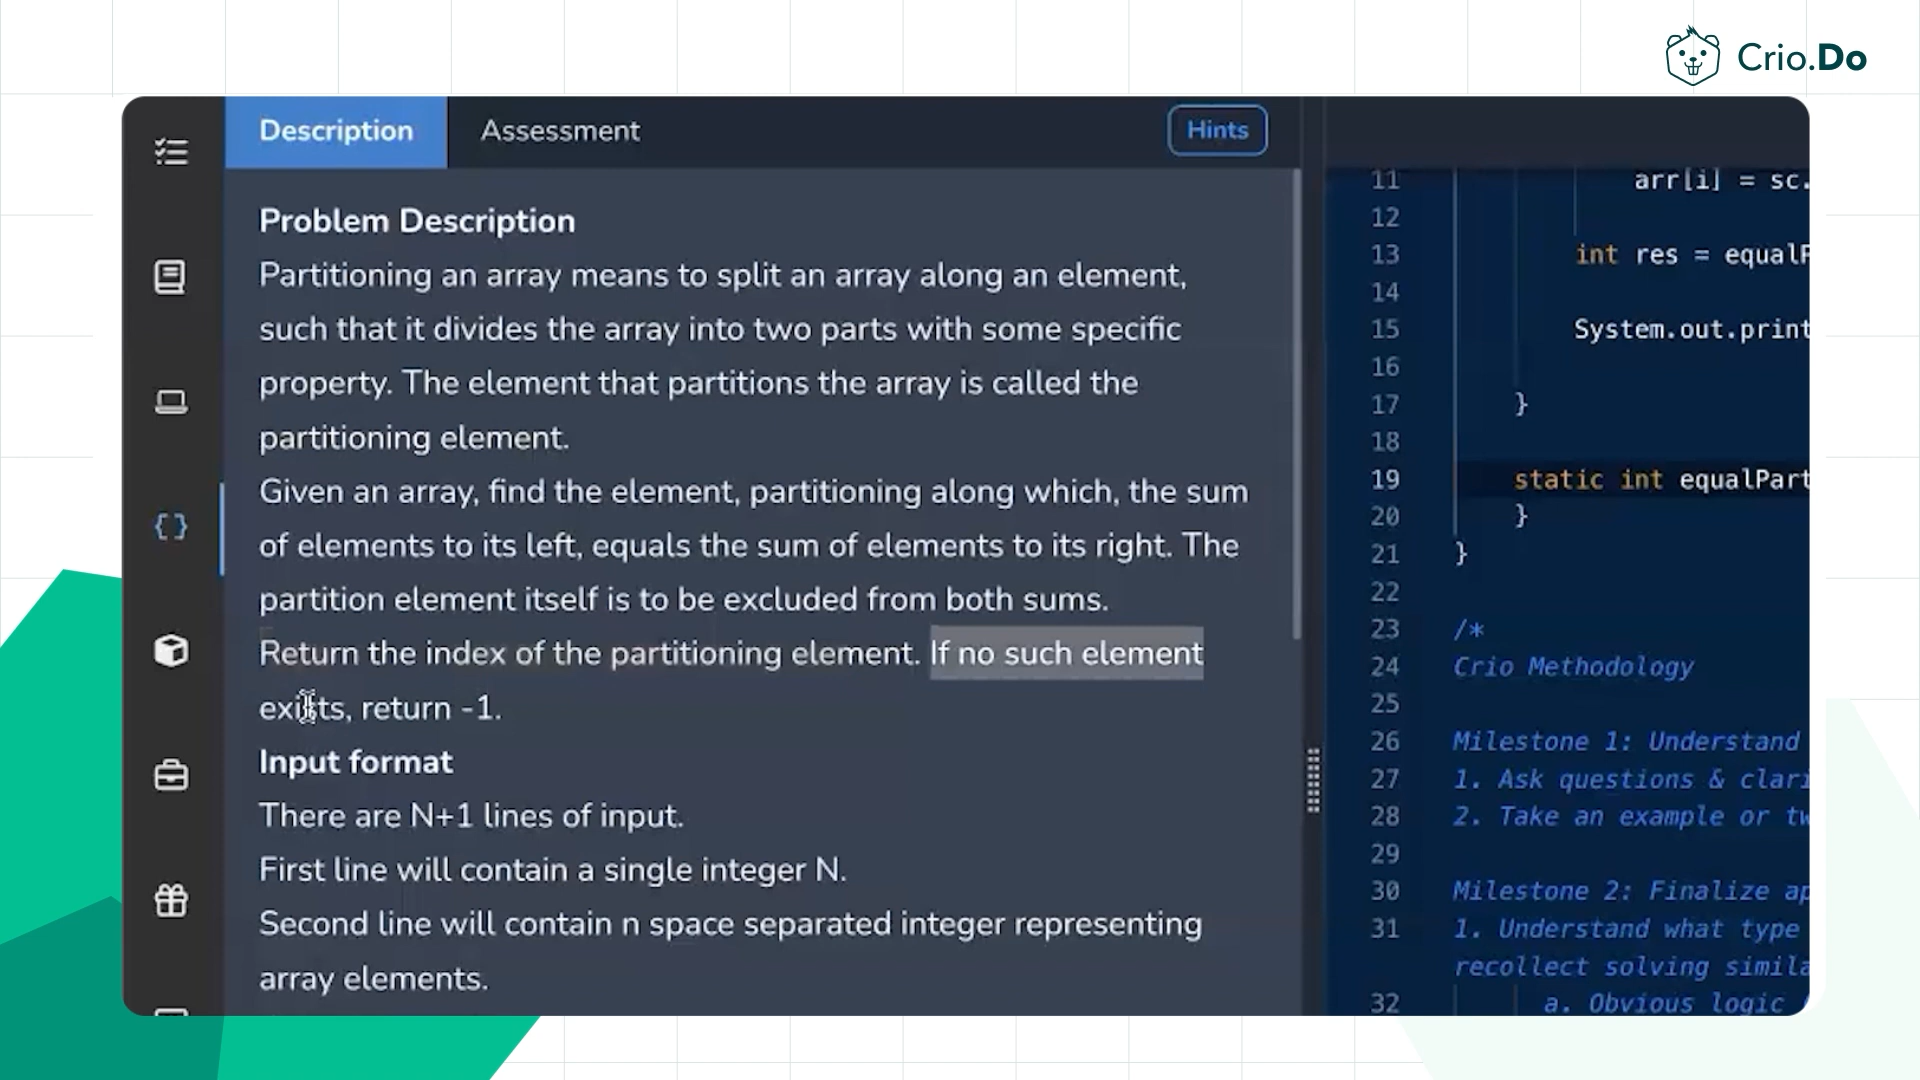 Crio.Do
Description
Assessment
Hints
Problem Description
Partitioning an array means to split an array along an element,
such that it divides the array into two parts with some specific
property. The element that partitions the array is called the
partitioning element.
Given an array, find the element, partitioning along which, the sum
of elements to its left, equals the sum of elements to its right. The
partition element itself is to be excluded from both sums.
Return the index of the partitioning element. If no such element
exists, return -1.
Input format
There are N+1 lines of input.
First line will contain a single integer N.
Second line will contain n space separated integer representing
array elements.
11 arr[i] = sc.
12
13 int res = equalP
14
15 System.out.print
16
17 }
18
19 static int equalPart
20 }
21 }
22
23 /*
24 Crio Methodology
25
26 Milestone 1: Understand
27 1. Ask questions & clari
28 2. Take an example or tw
29
30 Milestone 2: Finalize ap
31 1. Understand what type
recollect solving simila
32 a. Obvious logic